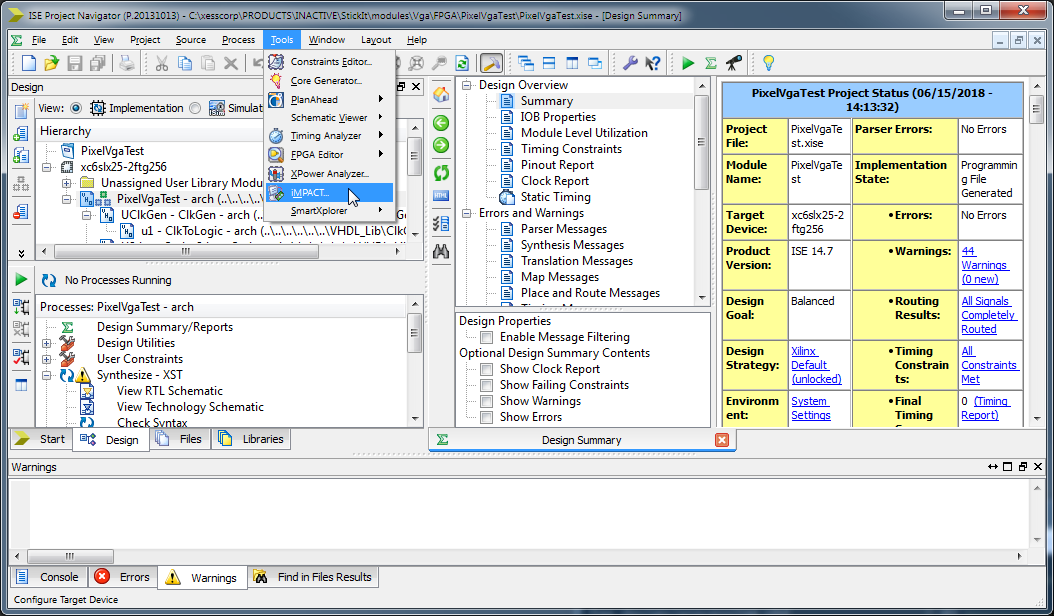 ISE Project Navigator (P.20131013) - C:\xesscorp\PRODUCTS\INACTIVE\StickIt\modules\Vga\FPGA\PixelVgaTest\PixelVgaTest.xise - [Design Summary]
File Edit View Project Source Process Tools Window Layout Help
Constraints Editor...
Core Generator...
PlanAhead
Schematic Viewer
Timing Analyzer
FPGA Editor
XPower Analyzer...
iMPACT...
SmartXplorer
Design
View: Implementation Simulat
Hierarchy
PixelVgaTest
xc6slx25-2ftg256
Unassigned User Library Modu
PixelVgaTest - arch (..\..\..\
UClkGen - ClkGen - arch (..\..\
u1 - ClkToLogic - arch (..\..\..\..\..\VHDL_Lib\ClkG
No Processes Running
Processes: PixelVgaTest - arch
Design Summary/Reports
Design Utilities
User Constraints
Synthesize - XST
View RTL Schematic
View Technology Schematic
Check Syntax
Start Design Files Libraries
Design Overview
Summary
IOB Properties
Module Level Utilization
Timing Constraints
Pinout Report
Clock Report
Static Timing
Errors and Warnings
Parser Messages
Synthesis Messages
Translation Messages
Map Messages
Place and Route Messages
Design Properties
Enable Message Filtering
Optional Design Summary Contents
Show Clock Report
Show Failing Constraints
Show Warnings
Show Errors
Design Summary
PixelVgaTest Project Status (06/15/2018 -
14:13:32)
Project File: PixelVgaTest.xise Parser Errors: No Errors
Module Name: PixelVgaTest Implementation State: Programming File Generated
Target Device: xc6slx25-2ftg256 • Errors: No Errors
Product Version: ISE 14.7 • Warnings: 44 Warnings (0 new)
Design Goal: Balanced • Routing Results: All Signals Completely Routed
Design Strategy: Xilinx Default (unlocked) • Timing Constraints: All Constraints Met
Environment: System Settings • Final Timing 0 (Timing Report)
Warnings
Console Errors Warnings Find in Files Results
Configure Target Device